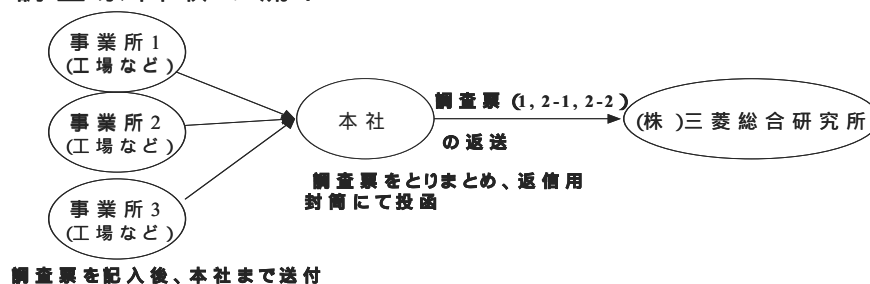 事業所1
(工場など)
事業所2
(工場など)
事業所3
(工場など)
調査票を記入後、本社まで送付
本社
調査票(1, 2-1, 2-2)
の返送
調査票をとりまとめ、返信用
封筒にて投函
(株)三菱総合研究所